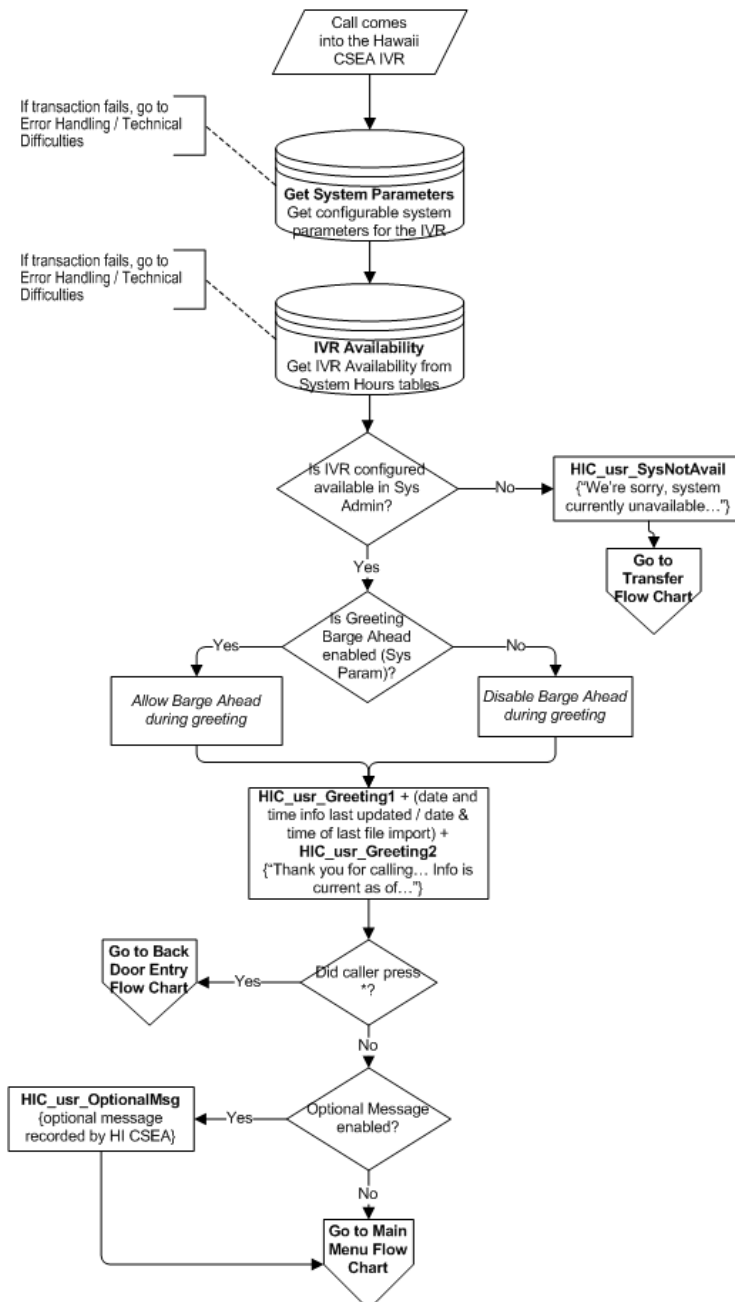 Call comes
into the Hawaii
CSEA IVR
If transaction fails, go to
Error Handling / Technical
Difficulties
Get System Parameters
Get configurable system
parameters for the IVR
If transaction fails, go to
Error Handling / Technical
Difficulties
IVR Availability
Get IVR Availability from
System Hours tables
Is IVR configured
available in Sys
Admin?
No
HIC_usr_SysNotAvail
{"We're sorry, system
currently unavailable…"}
Go to
Transfer
Flow Chart
Yes
Is Greeting
Barge Ahead
enabled (Sys
Param)?
Yes
No
Allow Barge Ahead
during greeting
Disable Barge Ahead
during greeting
HIC_usr_Greeting1 + (date and
time info last updated / date &
time of last file import) +
HIC_usr_Greeting2
{"Thank you for calling… Info is
current as of…"}
Did caller press
*?
Yes
Go to Back
Door Entry
Flow Chart
No
Optional Message
enabled?
Yes
HIC_usr_OptionalMsg
{optional message
recorded by HI CSEA}
No
Go to Main
Menu Flow
Chart